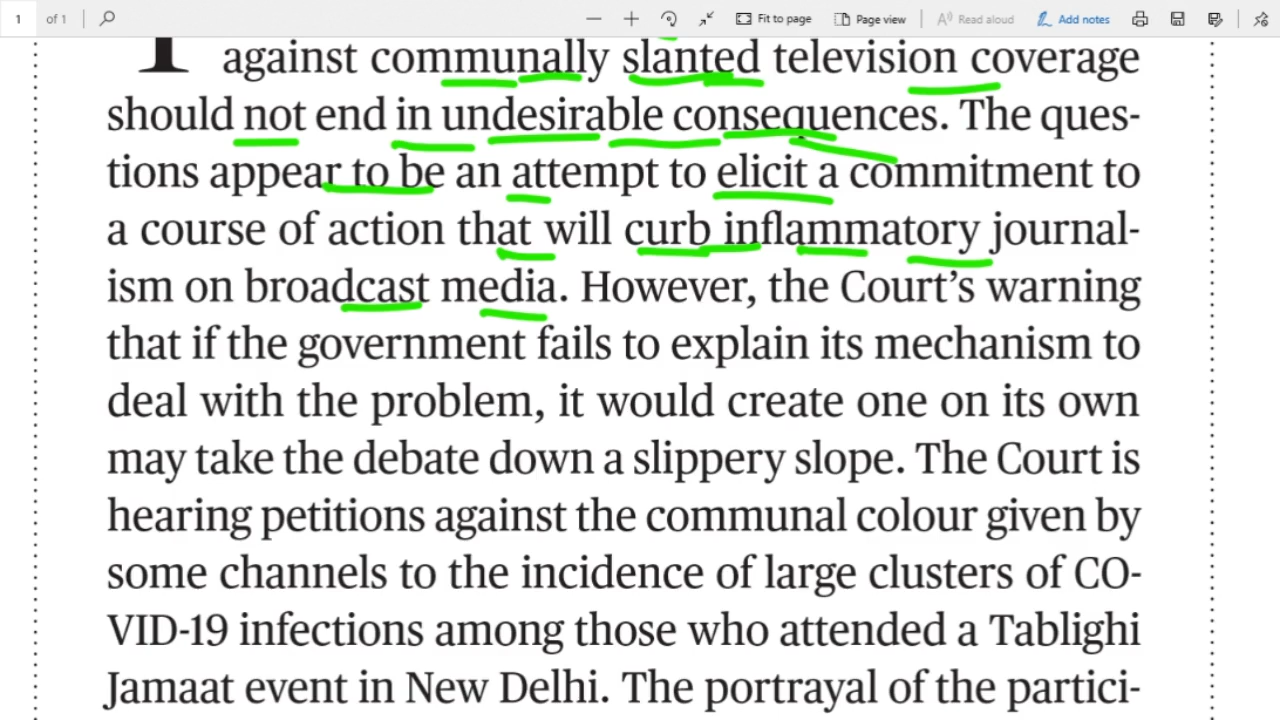 1 of 1 Fit to page Page view Read aloud Add notes
against communally slanted television coverage
should not end in undesirable consequences. The ques-
tions appear to be an attempt to elicit a commitment to
a course of action that will curb inflammatory journal-
ism on broadcast media. However, the Court's warning
that if the government fails to explain its mechanism to
deal with the problem, it would create one on its own
may take the debate down a slippery slope. The Court is
hearing petitions against the communal colour given by
some channels to the incidence of large clusters of CO-
VID-19 infections among those who attended a Tablighi
Jamaat event in New Delhi. The portrayal of the partici-